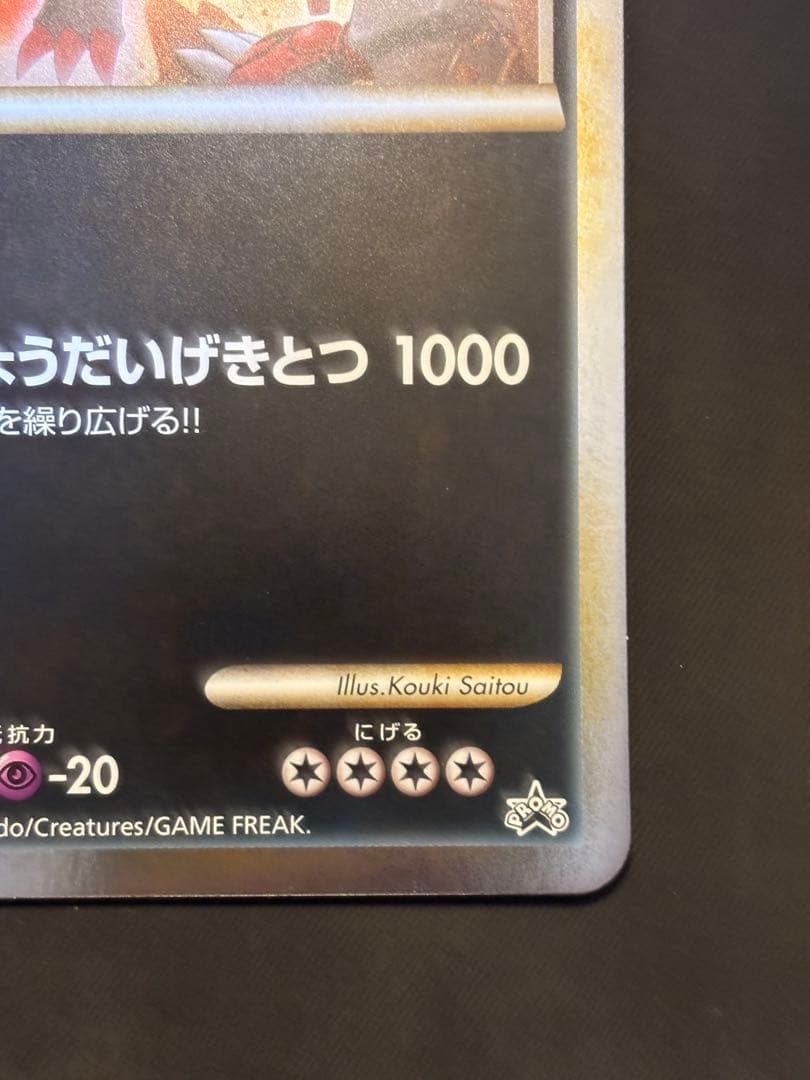 ょうだいげきとつ 1000
を繰り広げる!!
Illus.Kouki Saitou
抗力
にげる
-20
do/Creatures/GAME FREAK.
PROMO